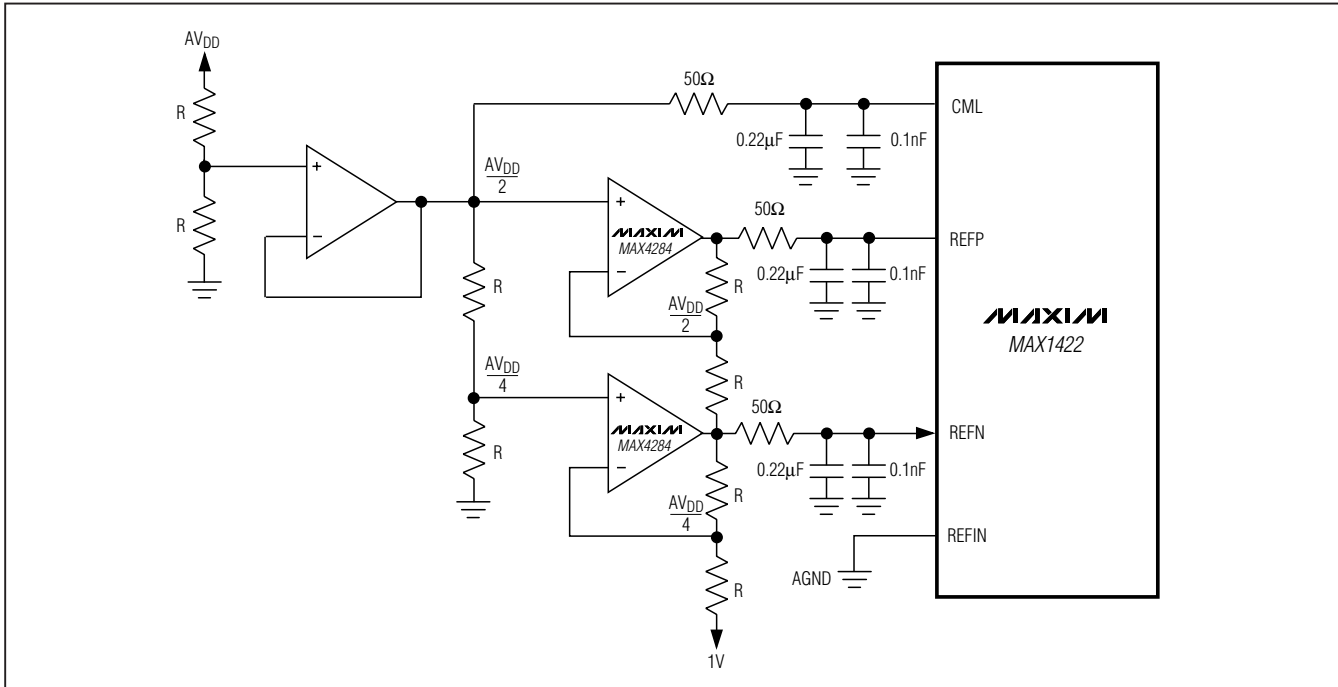 AVDD
R
R
+
−
AVDD
2
R
AVDD
4
R
50Ω
0.22µF
0.1nF
CML
+
MAXIM
MAX4284
−
50Ω
0.22µF
0.1nF
REFP
R
AVDD
2
R
+
MAXIM
MAX4284
−
50Ω
0.22µF
0.1nF
REFN
R
AVDD
4
R
1V
AGND
REFIN
MAXIM
MAX1422